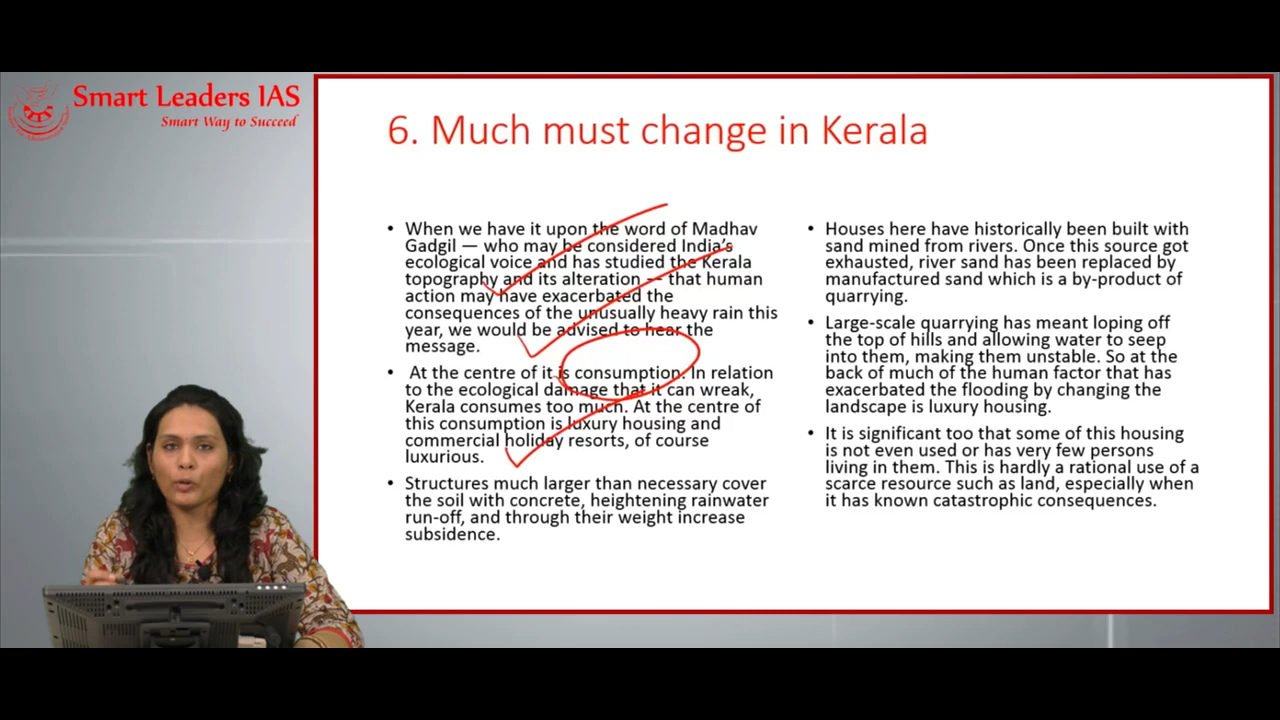 Smart Leaders IAS
Smart Way to Succeed
6. Much must change in Kerala
• When we have it upon the word of Madhav
Gadgil — who may be considered India's
ecological voice and has studied the Kerala
topography and its alteration — that human
action may have exacerbated the
consequences of the unusually heavy rain this
year, we would be advised to hear the
message.
• At the centre of it is consumption. In relation
to the ecological damage that it can wreak,
Kerala consumes too much. At the centre of
this consumption is luxury housing and
commercial holiday resorts, of course
luxurious.
• Structures much larger than necessary cover
the soil with concrete, heightening rainwater
run-off, and through their weight increase
subsidence.
• Houses here have historically been built with
sand mined from rivers. Once this source got
exhausted, river sand has been replaced by
manufactured sand which is a by-product of
quarrying.
• Large-scale quarrying has meant loping off
the top of hills and allowing water to seep
into them, making them unstable. So at the
back of much of the human factor that has
exacerbated the flooding by changing the
landscape is luxury housing.
• It is significant too that some of this housing
is not even used or has very few persons
living in them. This is hardly a rational use of a
scarce resource such as land, especially when
it has known catastrophic consequences.